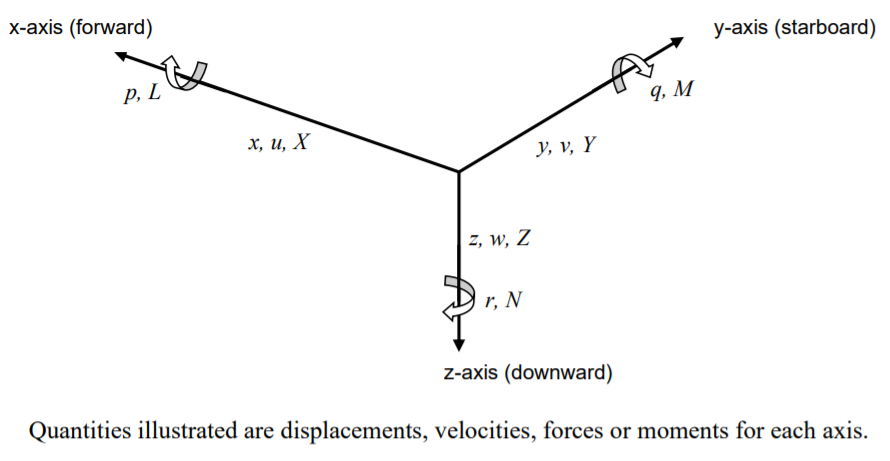 x-axis (forward)
y-axis (starboard)
p, L
q, M
x, u, X
y, v, Y
z, w, Z
r, N
z-axis (downward)
Quantities illustrated are displacements, velocities, forces or moments for each axis.